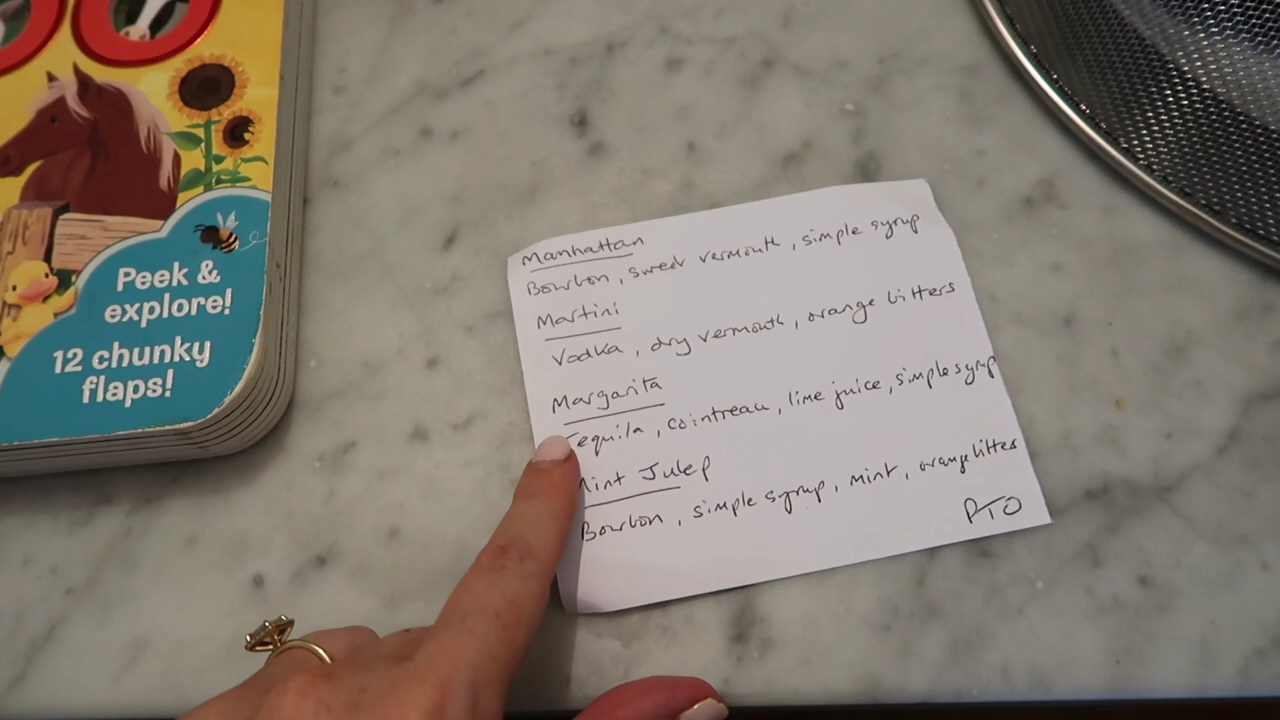 Peek &
explore!
12 chunky
flaps!
Manhattan
Bourbon, sweet vermouth, simple syrup
Martini
Vodka, dry vermouth, orange bitters
Margarita
Tequila, cointreau, lime juice, simple syrup
Mint Julep
Bourbon, simple syrup, mint, orange bitters
PTO